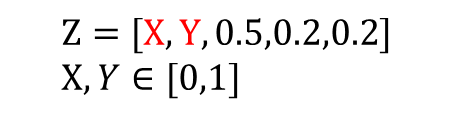 Z = [X, Y, 0.5,0.2,0.2]
X, Y ∈ [0,1]